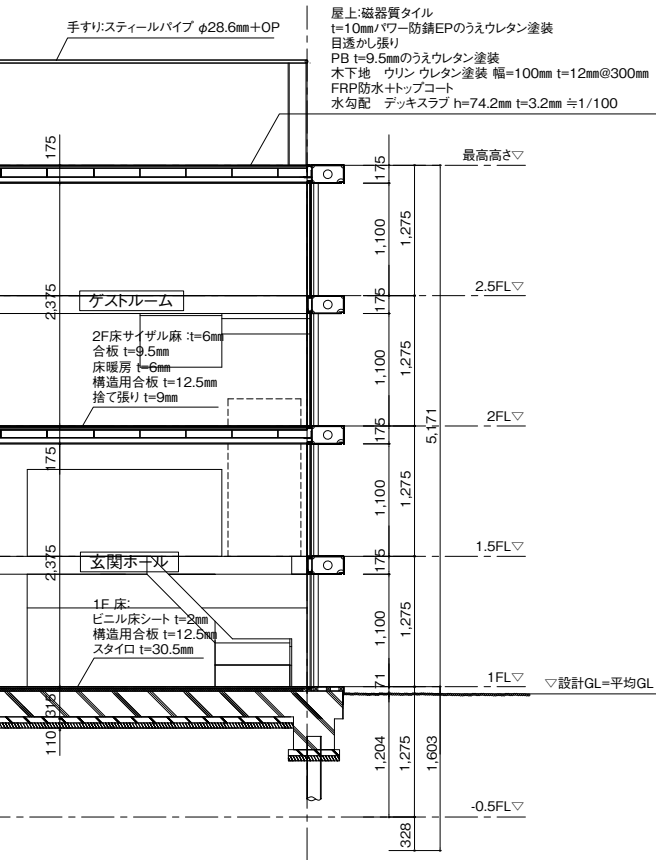 手すり:スティールパイプ φ28.6mm+OP
屋上:磁器質タイル
t=10mmパワー防錆EPのうえウレタン塗装
目透かし張り
PB t=9.5mmのうえウレタン塗装
木下地 ウリン ウレタン塗装 幅=100mm t=12mm@300mm
FRP防水+トップコート
水勾配 デッキスラブ h=74.2mm t=3.2mm ≒1/100
175
175
最高高さ▽
1,100
1,275
2,375
ゲストルーム
175
2.5FL▽
2F床サイザル麻 :t=6mm
合板 t=9.5mm
床暖房 t=6mm
構造用合板 t=12.5mm
捨て張り t=9mm
1,100
1,275
175
2FL▽
5,171
175
1,100
1,275
2,375
玄関ホール
175
1.5FL▽
1F 床:
ビニル床シート t=2mm
構造用合板 t=12.5mm
スタイロ t=30.5mm
1,100
1,275
71
1FL▽
▽設計GL=平均GL
315
110
1,204
1,275
1,603
-0.5FL▽
328